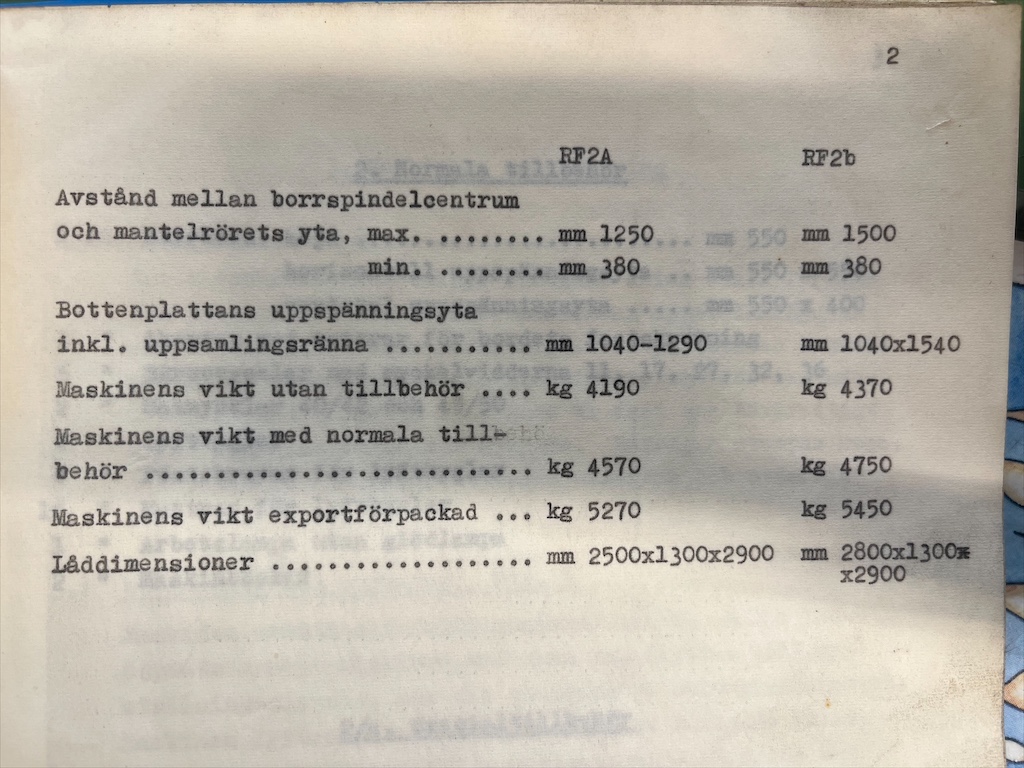 2
RF2A RF2b
Avstånd mellan borrspindelcentrum
och mantelrörets yta, max. ........ mm 1250 mm 1500
min. ........ mm 380 mm 380
Bottenplattans uppspänningsyta
inkl. uppsamlingsränna ........... mm 1040-1290 mm 1040x1540
Maskinens vikt utan tillbehör .... kg 4190 kg 4370
Maskinens vikt med normala till-
behör ............................ kg 4570 kg 4750
Maskinens vikt exportförpackad ... kg 5270 kg 5450
Låddimensioner ................... mm 2500x1300x2900 mm 2800x1300x
x2900